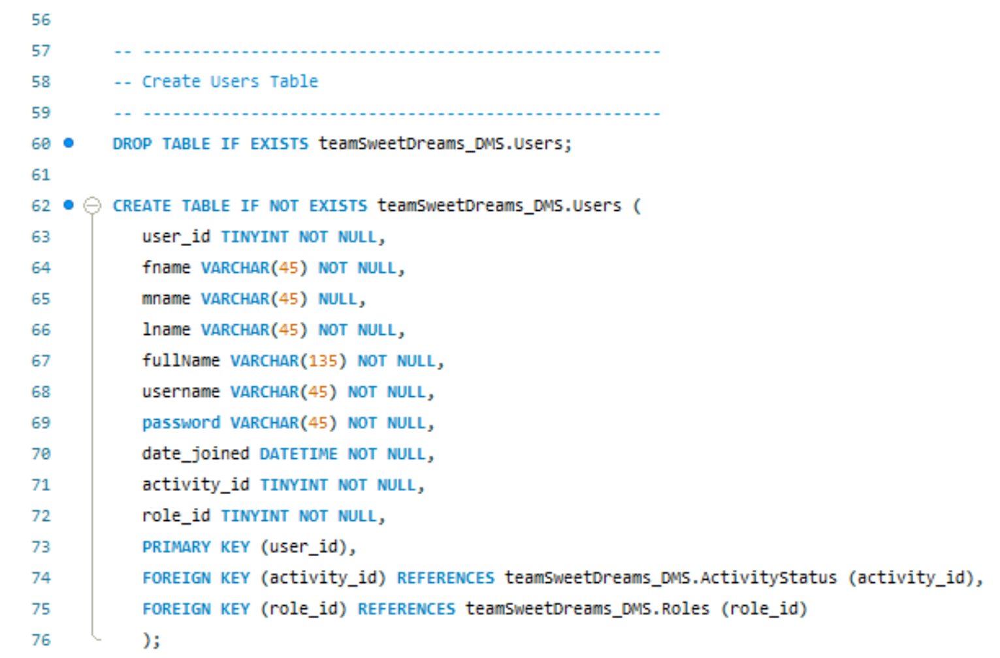 56
57 -- -----------------------------------------------------
58 -- Create Users Table
59 -- -----------------------------------------------------
60 DROP TABLE IF EXISTS teamSweetDreams_DMS.Users;
61
62 CREATE TABLE IF NOT EXISTS teamSweetDreams_DMS.Users (
63 user_id TINYINT NOT NULL,
64 fname VARCHAR(45) NOT NULL,
65 mname VARCHAR(45) NULL,
66 lname VARCHAR(45) NOT NULL,
67 fullName VARCHAR(135) NOT NULL,
68 username VARCHAR(45) NOT NULL,
69 password VARCHAR(45) NOT NULL,
70 date_joined DATETIME NOT NULL,
71 activity_id TINYINT NOT NULL,
72 role_id TINYINT NOT NULL,
73 PRIMARY KEY (user_id),
74 FOREIGN KEY (activity_id) REFERENCES teamSweetDreams_DMS.ActivityStatus (activity_id),
75 FOREIGN KEY (role_id) REFERENCES teamSweetDreams_DMS.Roles (role_id)
76 );